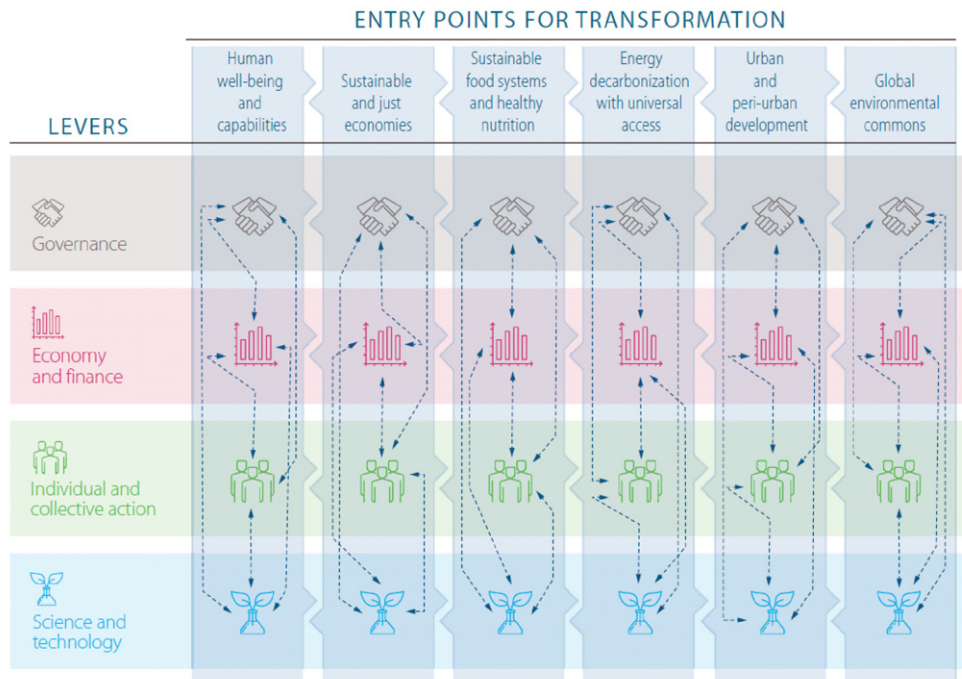 ENTRY POINTS FOR TRANSFORMATION
LEVERS
Human
well-being
and
capabilities
Sustainable
and just
economies
Sustainable
food systems
and healthy
nutrition
Energy
decarbonization
with universal
access
Urban
and
peri-urban
development
Global
environmental
commons
Governance
Economy
and finance
Individual and
collective action
Science and
technology